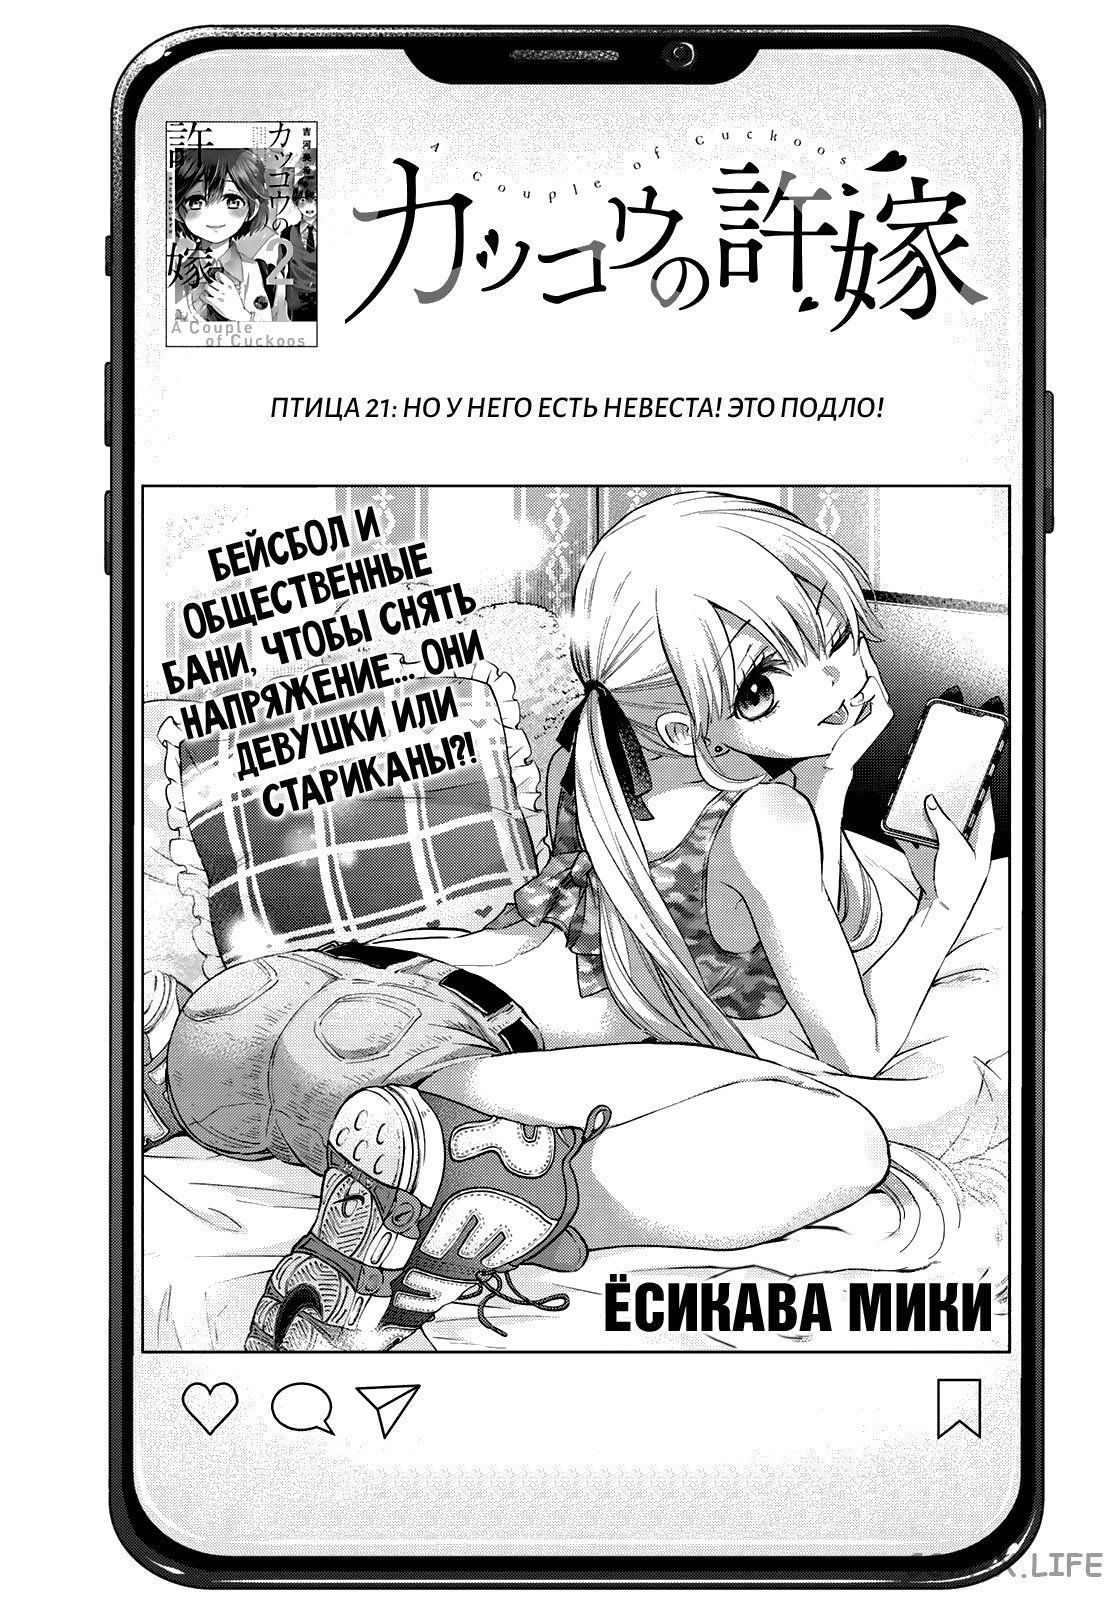 許嫁
カッコウの
吉河美希
2
A Couple
of Cuckoos
A Couple of Cuckoos
カッコウの許嫁
ПТИЦА 21: НО У НЕГО ЕСТЬ НЕВЕСТА! ЭТО ПОДЛО!
БЕЙСБОЛ И
ОБЩЕСТВЕННЫЕ
БАНИ, ЧТОБЫ СНЯТЬ
НАПРЯЖЕНИЕ... ОНИ
ДЕВУШКИ ИЛИ
СТАРИКАНЫ?!
ЁСИКАВА МИКИ
.LIFE